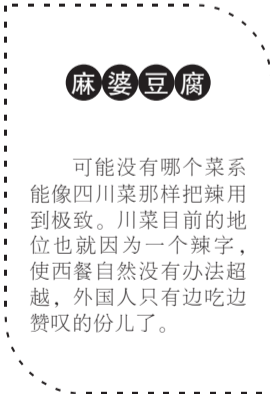 麻婆豆腐
可能没有哪个菜系
能像四川菜那样把辣用
到极致。川菜目前的地
位也就因为一个辣字，
使西餐自然没有办法超
越，外国人只有边吃边
赞叹的份儿了。